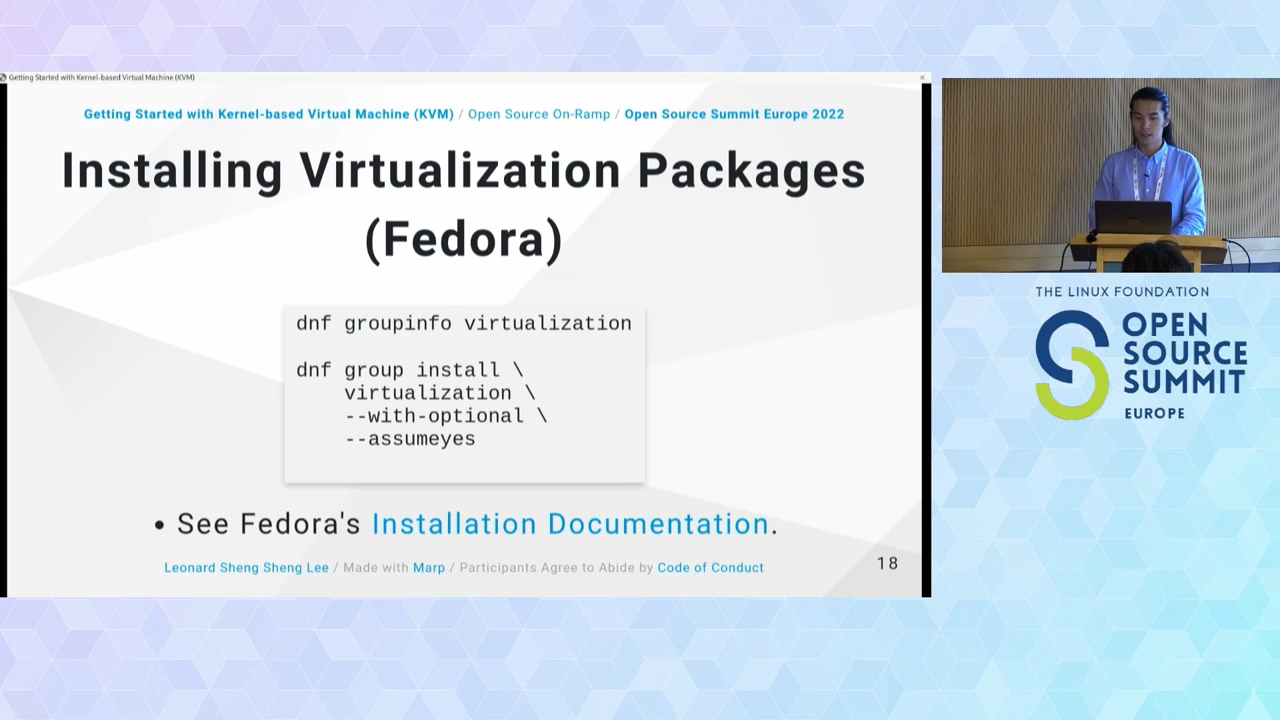 Getting Started with Kernel-based Virtual Machine (KVM)
Getting Started with Kernel-based Virtual Machine (KVM) / Open Source On-Ramp / Open Source Summit Europe 2022
Installing Virtualization Packages
(Fedora)
dnf groupinfo virtualization
dnf group install \
virtualization \
--with-optional \
--assumeyes
• See Fedora's Installation Documentation.
Leonard Sheng Sheng Lee / Made with Marp / Participants Agree to Abide by Code of Conduct
18
THE LINUX FOUNDATION
OPEN
SOURCE
SUMMIT
EUROPE